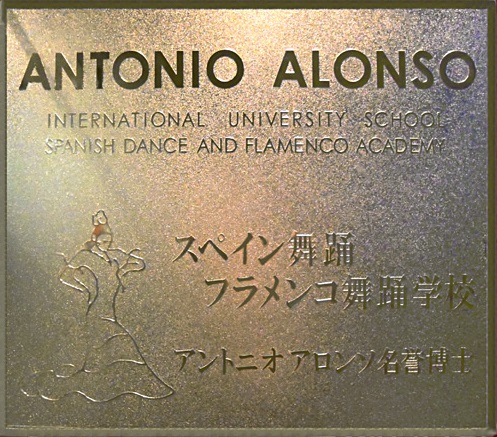 ANTONIO ALONSO
INTERNATIONAL UNIVERSITY SCHOOL
SPANISH DANCE AND FLAMENCO ACADEMY
スペイン舞踊
フラメンコ舞踊学校
アントニオ アロンソ名誉博士